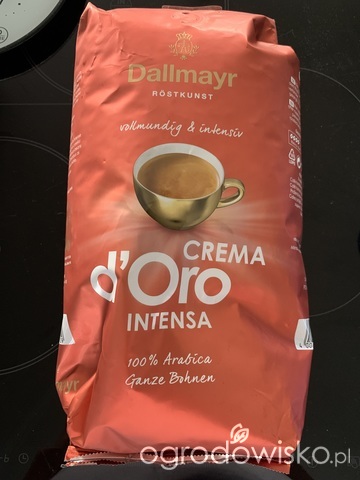 Dallmayr
RÖSTKUNST
vollmundig & intensiv
CREMA
d'Oro
INTENSA
100% Arabica
Ganze Bohnen
ogrodowisko.pl